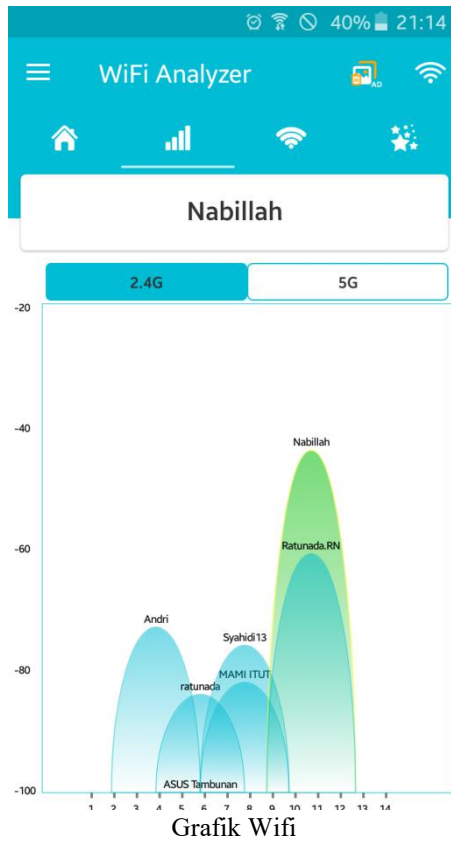 40% 21:14
WiFi Analyzer
AD
Nabillah
2.4G 5G
-20
-40
Nabillah
-60
Ratunada.RN
Andri
Syahidi13
-80
MAMI ITUT
ratunada
ASUS Tambunan
-100
1 2 3 4 5 6 7 8 9 10 11 12 13 14
Grafik Wifi